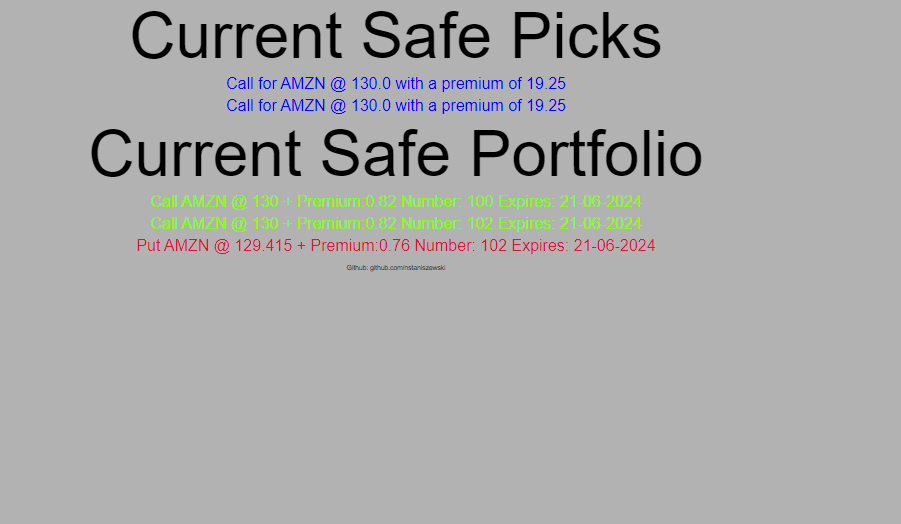 Current Safe Picks
Call for AMZN @ 130.0 with a premium of 19.25
Call for AMZN @ 130.0 with a premium of 19.25
Current Safe Portfolio
Call AMZN @ 130 + Premium:0.82 Number: 100 Expires: 21-06-2024
Call AMZN @ 130 + Premium:0.82 Number: 102 Expires: 21-06-2024
Put AMZN @ 129.415 + Premium:0.76 Number: 102 Expires: 21-06-2024
Github: github.com/nstaniszewski